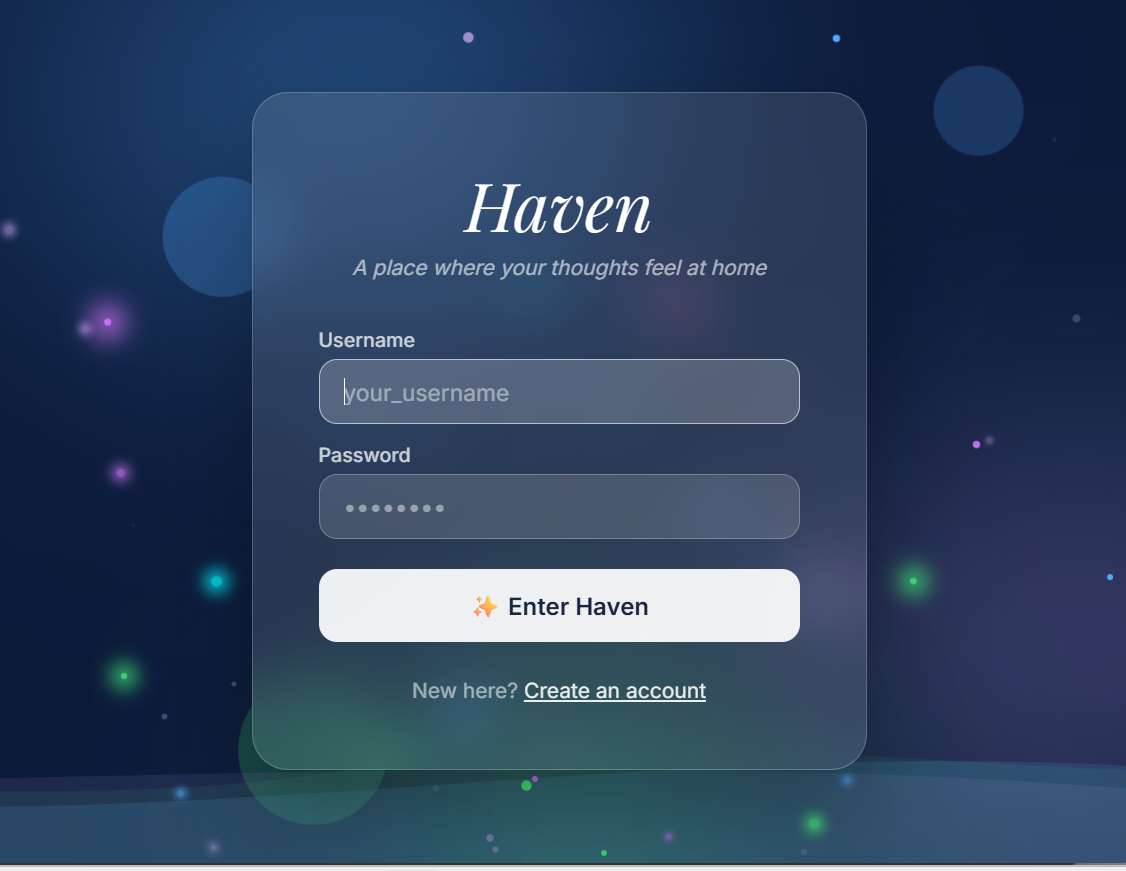 Haven
A place where your thoughts feel at home
Username
your_username
Password
••••••••
✨ Enter Haven
New here? Create an account